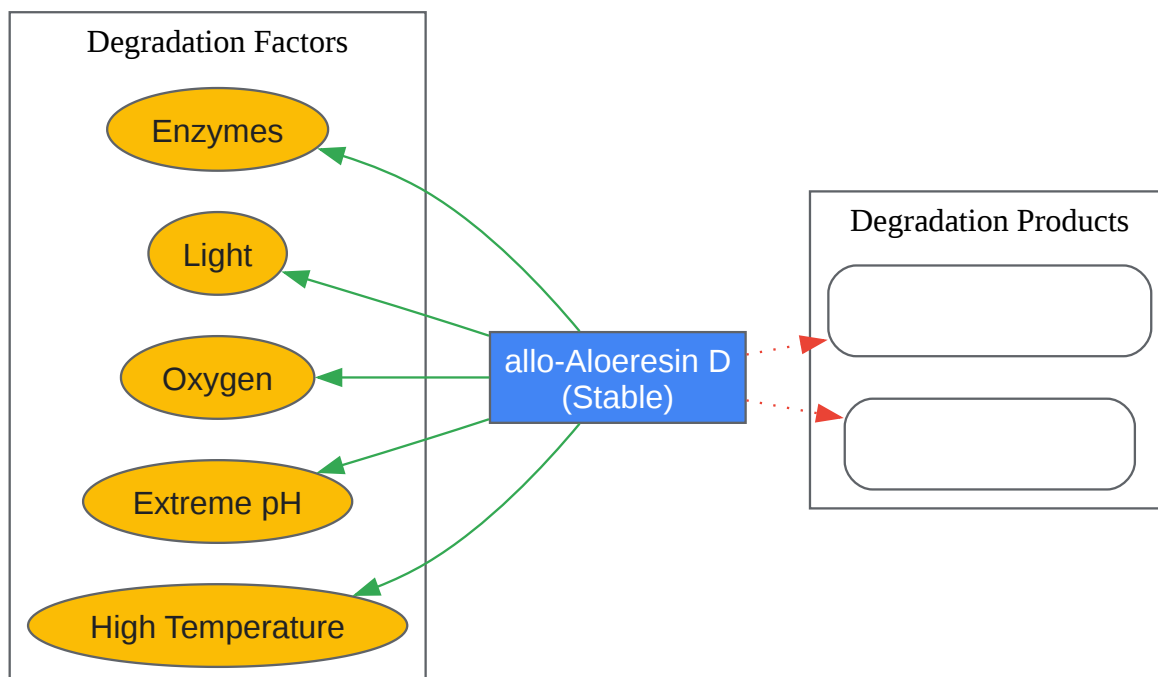 Degradation Factors
Enzymes
Light
Oxygen
Extreme pH
High Temperature
allo-Aloeresin D
(Stable)
Degradation Products